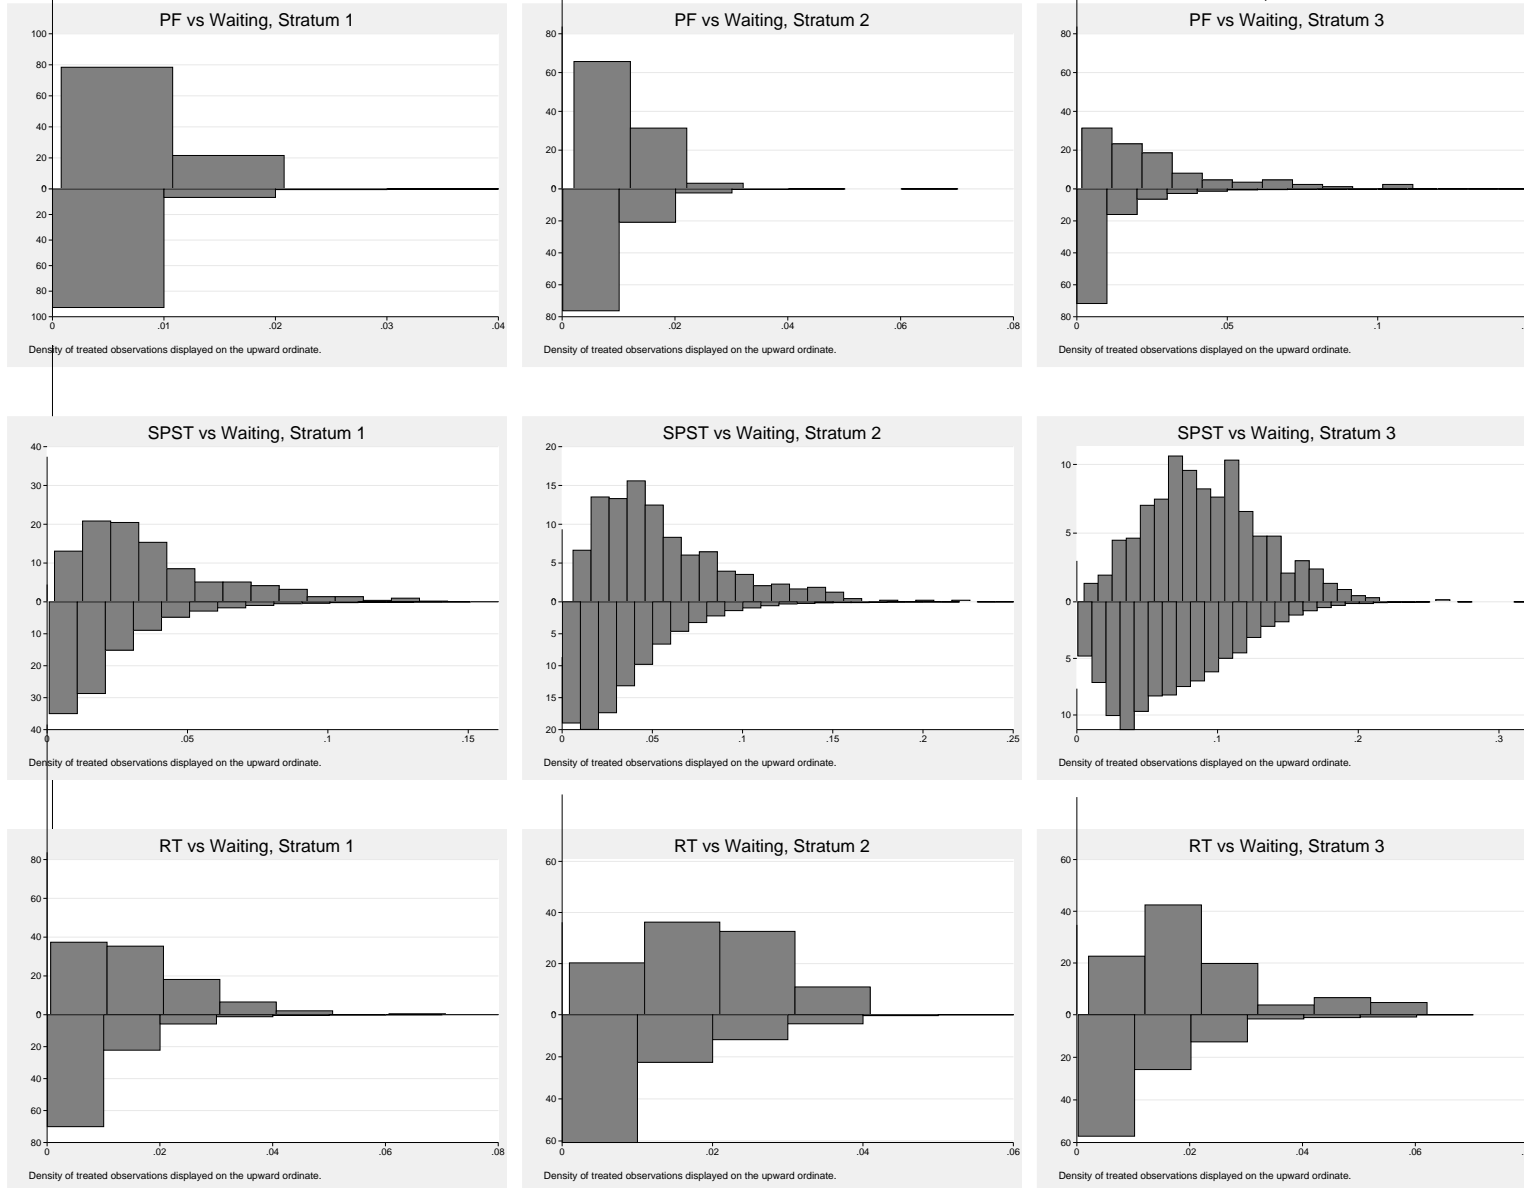 PF vs Waiting, Stratum 1
100
80
60
40
20
0
20
40
60
80
100
0 .01 .02 .03 .04
Density of treated observations displayed on the upward ordinate.
PF vs Waiting, Stratum 2
80
60
40
20
0
20
40
60
80
0 .02 .04 .06 .08
Density of treated observations displayed on the upward ordinate.
PF vs Waiting, Stratum 3
80
60
40
20
0
20
40
60
80
0 .05 .1
Density of treated observations displayed on the upward ordinate.
SPST vs Waiting, Stratum 1
40
30
20
10
0
10
20
30
40
0 .05 .1 .15
Density of treated observations displayed on the upward ordinate.
SPST vs Waiting, Stratum 2
20
15
10
5
0
5
10
15
20
0 .05 .1 .15 .2 .25
Density of treated observations displayed on the upward ordinate.
SPST vs Waiting, Stratum 3
10
5
0
5
10
0 .1 .2 .3
Density of treated observations displayed on the upward ordinate.
RT vs Waiting, Stratum 1
80
60
40
20
0
20
40
60
80
0 .02 .04 .06 .08
Density of treated observations displayed on the upward ordinate.
RT vs Waiting, Stratum 2
60
40
20
0
20
40
60
0 .02 .04 .06
Density of treated observations displayed on the upward ordinate.
RT vs Waiting, Stratum 3
60
40
20
0
20
40
60
0 .02 .04 .06
Density of treated observations displayed on the upward ordinate.